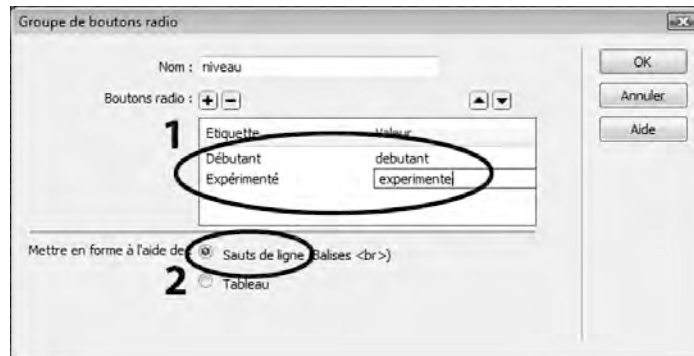 Groupe de boutons radio
Nom : niveau
OK
Boutons radio :
Annuler
1
Etiquette Valeur
Aide
Débutant debutant
Expérimenté experimente
Mettre en forme à l'aide de : Sauts de ligne (Balises <br>)
2
Tableau